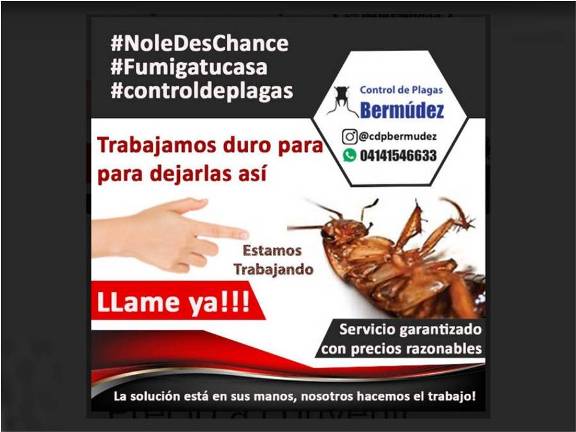 #NoleDesChance
#Fumigatucasa
#controldeplagas
Control de Plagas
Bermúdez
@cdpbermudez
04141546633
Trabajamos duro para
para dejarlas así
Estamos
Trabajando
LLame ya!!!
Servicio garantizado
con precios razonables
La solución está en sus manos, nosotros hacemos el trabajo!